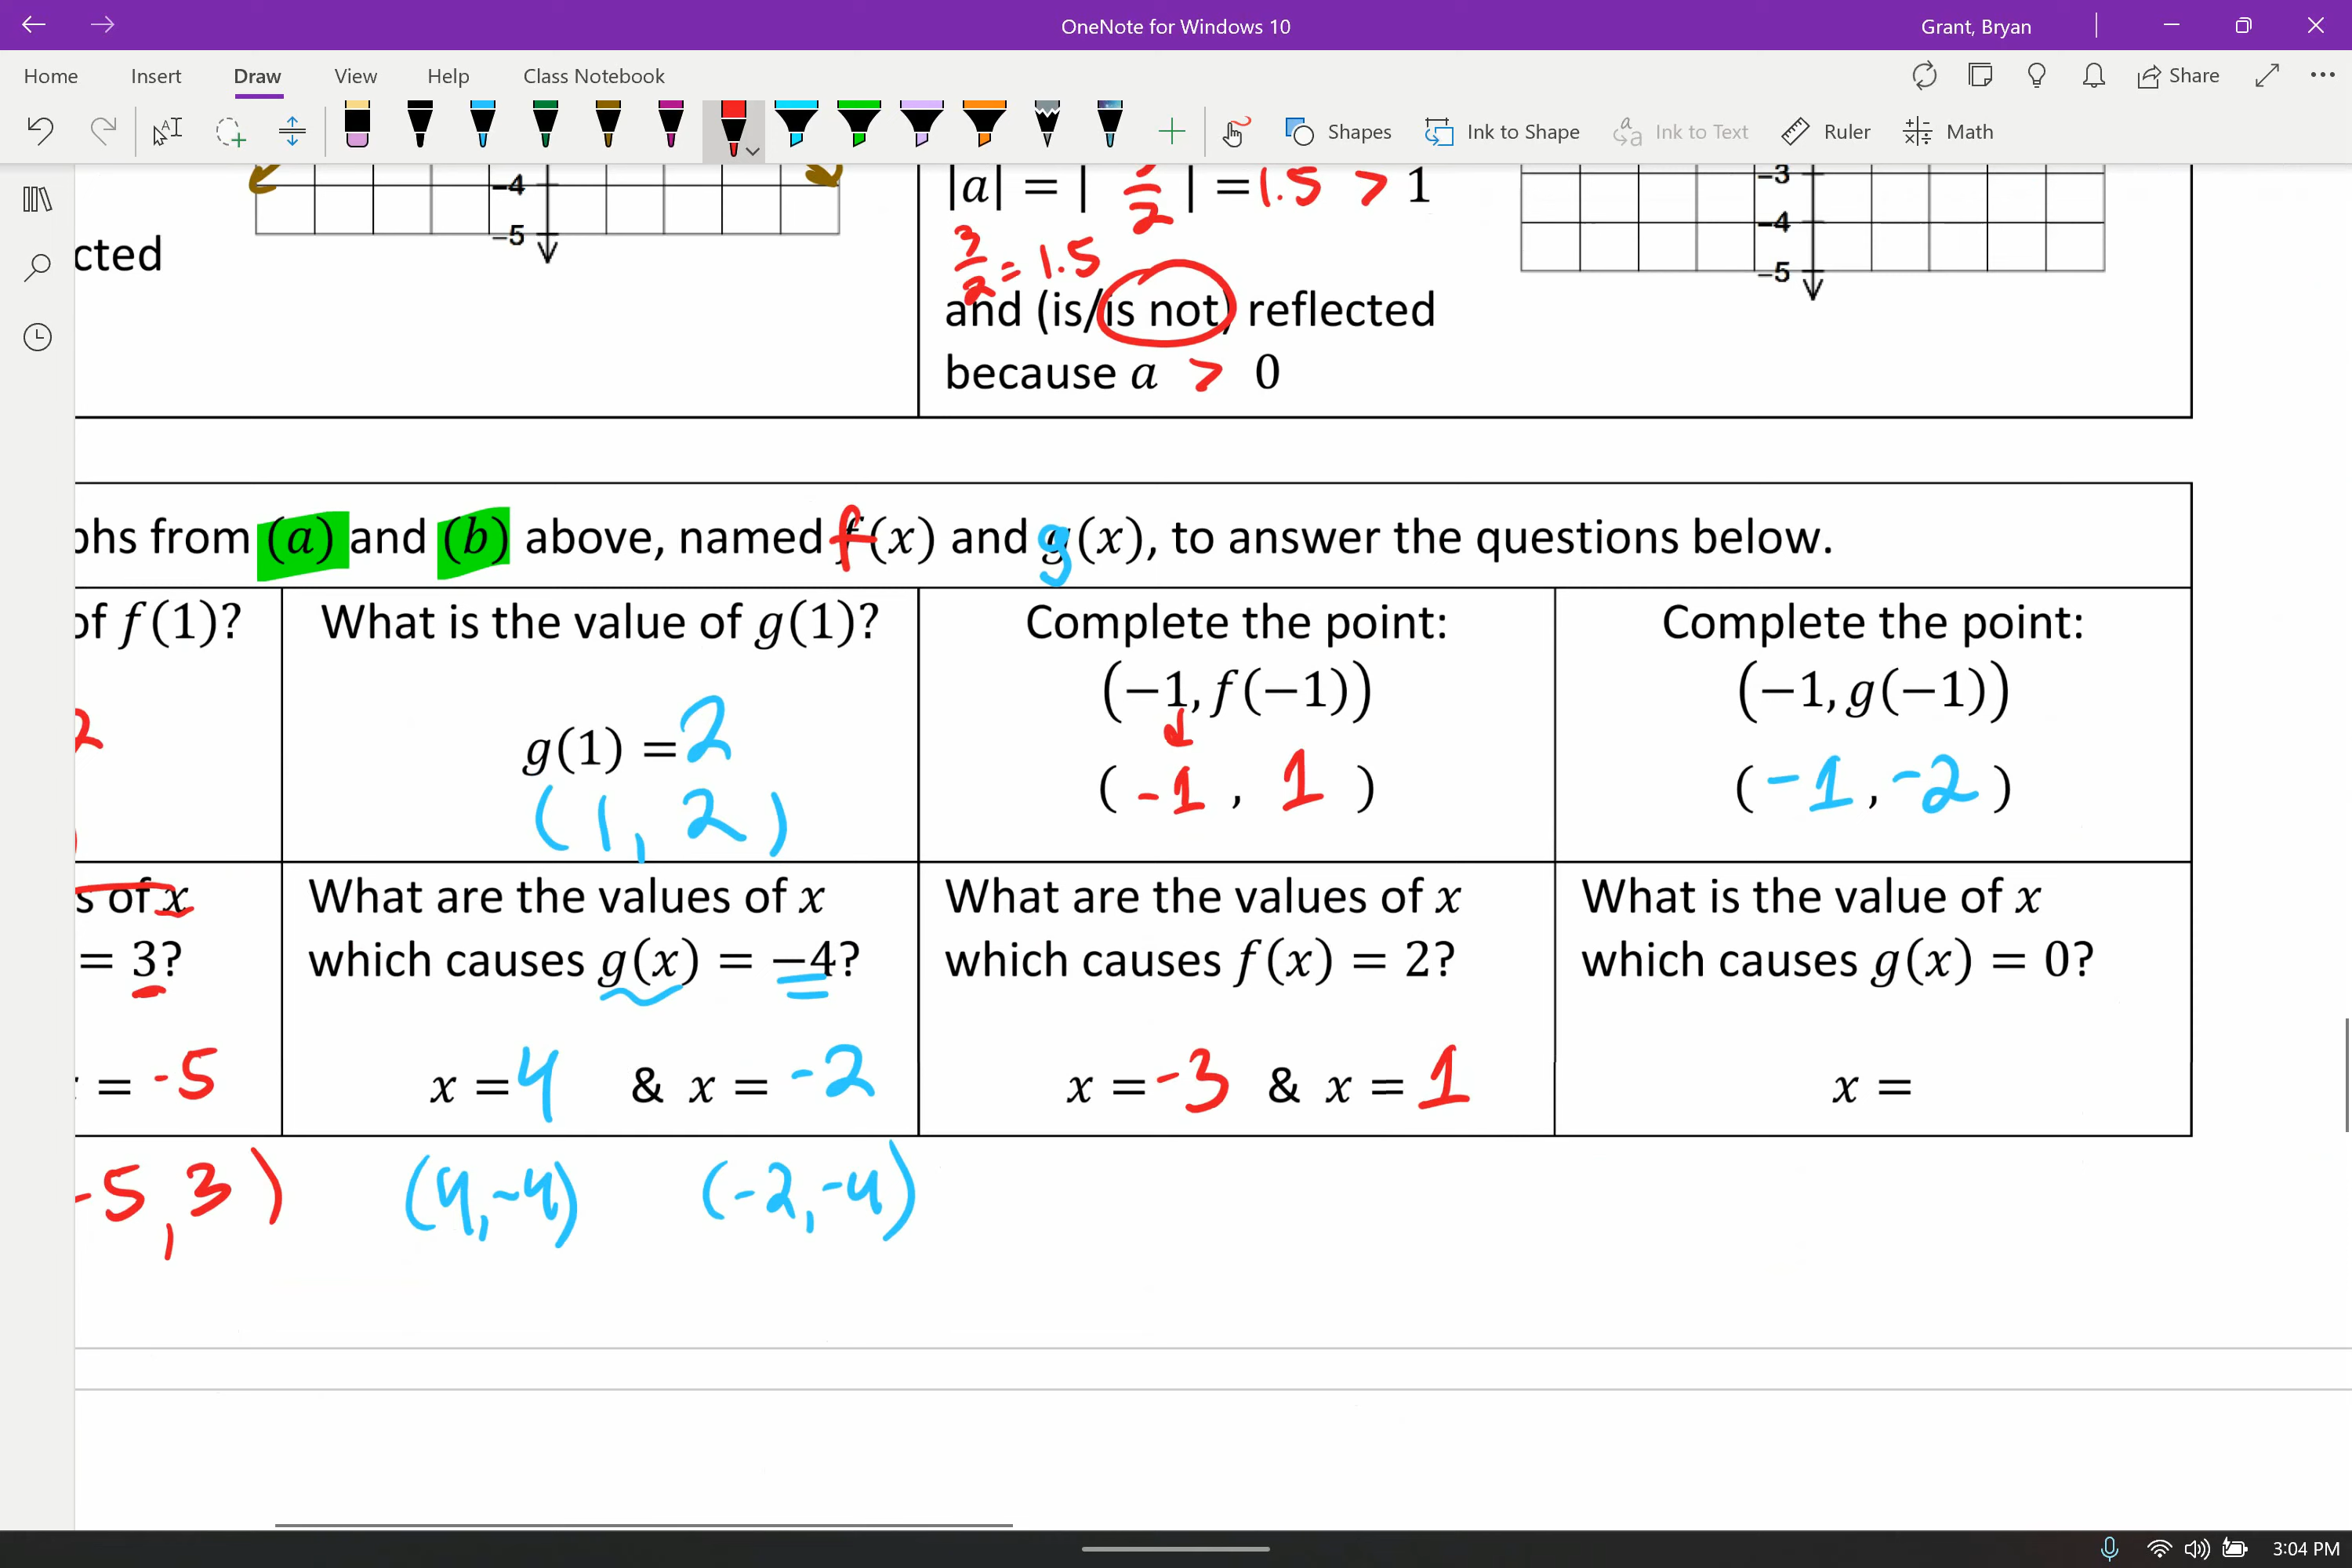 OneNote for Windows 10
Grant, Bryan
Home Insert Draw View Help Class Notebook
Share
Shapes Ink to Shape Ink to Text Ruler Math
-4
-5
cted
|a| = | /2 | = 1.5 > 1
3/2 = 1.5
and (is/is not) reflected
because a > 0
-3
-4
-5
phs from (a) and (b) above, named f(x) and g(x), to answer the questions below.
of f(1)?
2
)
What is the value of g(1)?
g(1) = 2
(1, 2)
Complete the point:
(−1, f(−1))
( -1 , 1 )
Complete the point:
(−1, g(−1))
( -1 , -2 )
s of x
= 3?
= -5
What are the values of x
which causes g(x) = −4?
x = 4 & x = -2
What are the values of x
which causes f(x) = 2?
x = -3 & x = 1
What is the value of x
which causes g(x) = 0?
x =
-5, 3)
(4, -4) (-2, -4)
3:04 PM